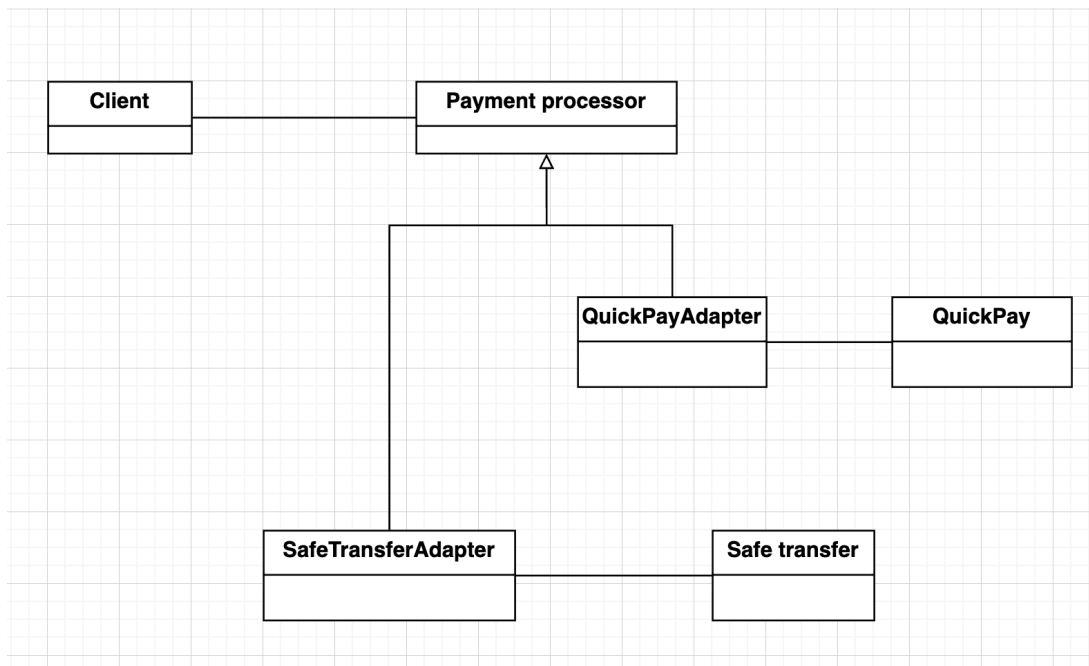 Client
Payment processor
QuickPayAdapter
QuickPay
SafeTransferAdapter
Safe transfer